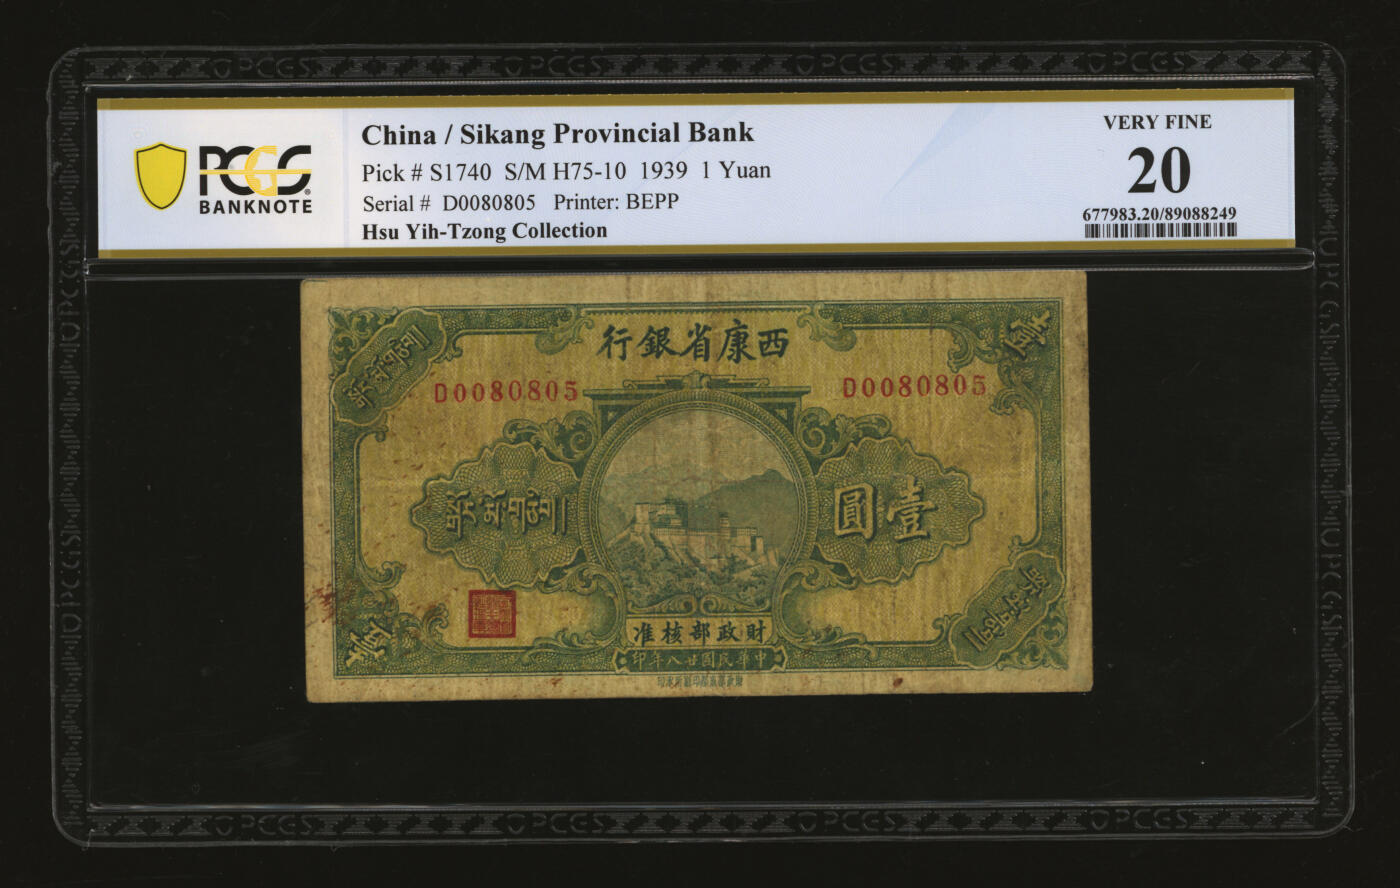 China / Sikang Provincial Bank
Pick # S1740 S/M H75-10 1939 1 Yuan
Serial # D0080805 Printer: BEPP
Hsu Yih-Tzong Collection
PCGS
BANKNOTE
VERY FINE
20
677983.20/89088249
行銀省康西
D0080805 D0080805
圓壹
准核部政財
印年八廿國民華中
壹
壹